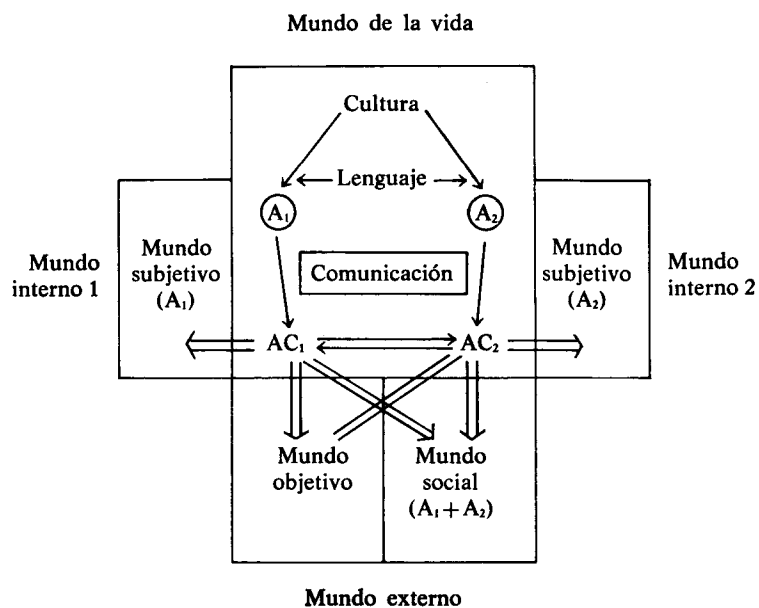 Mundo de la vida
Cultura
Lenguaje
A₁
A₂
Mundo
interno 1
Mundo
subjetivo
(A₁)
Comunicación
Mundo
subjetivo
(A₂)
Mundo
interno 2
AC₁
AC₂
Mundo
objetivo
Mundo
social
(A₁+A₂)
Mundo externo